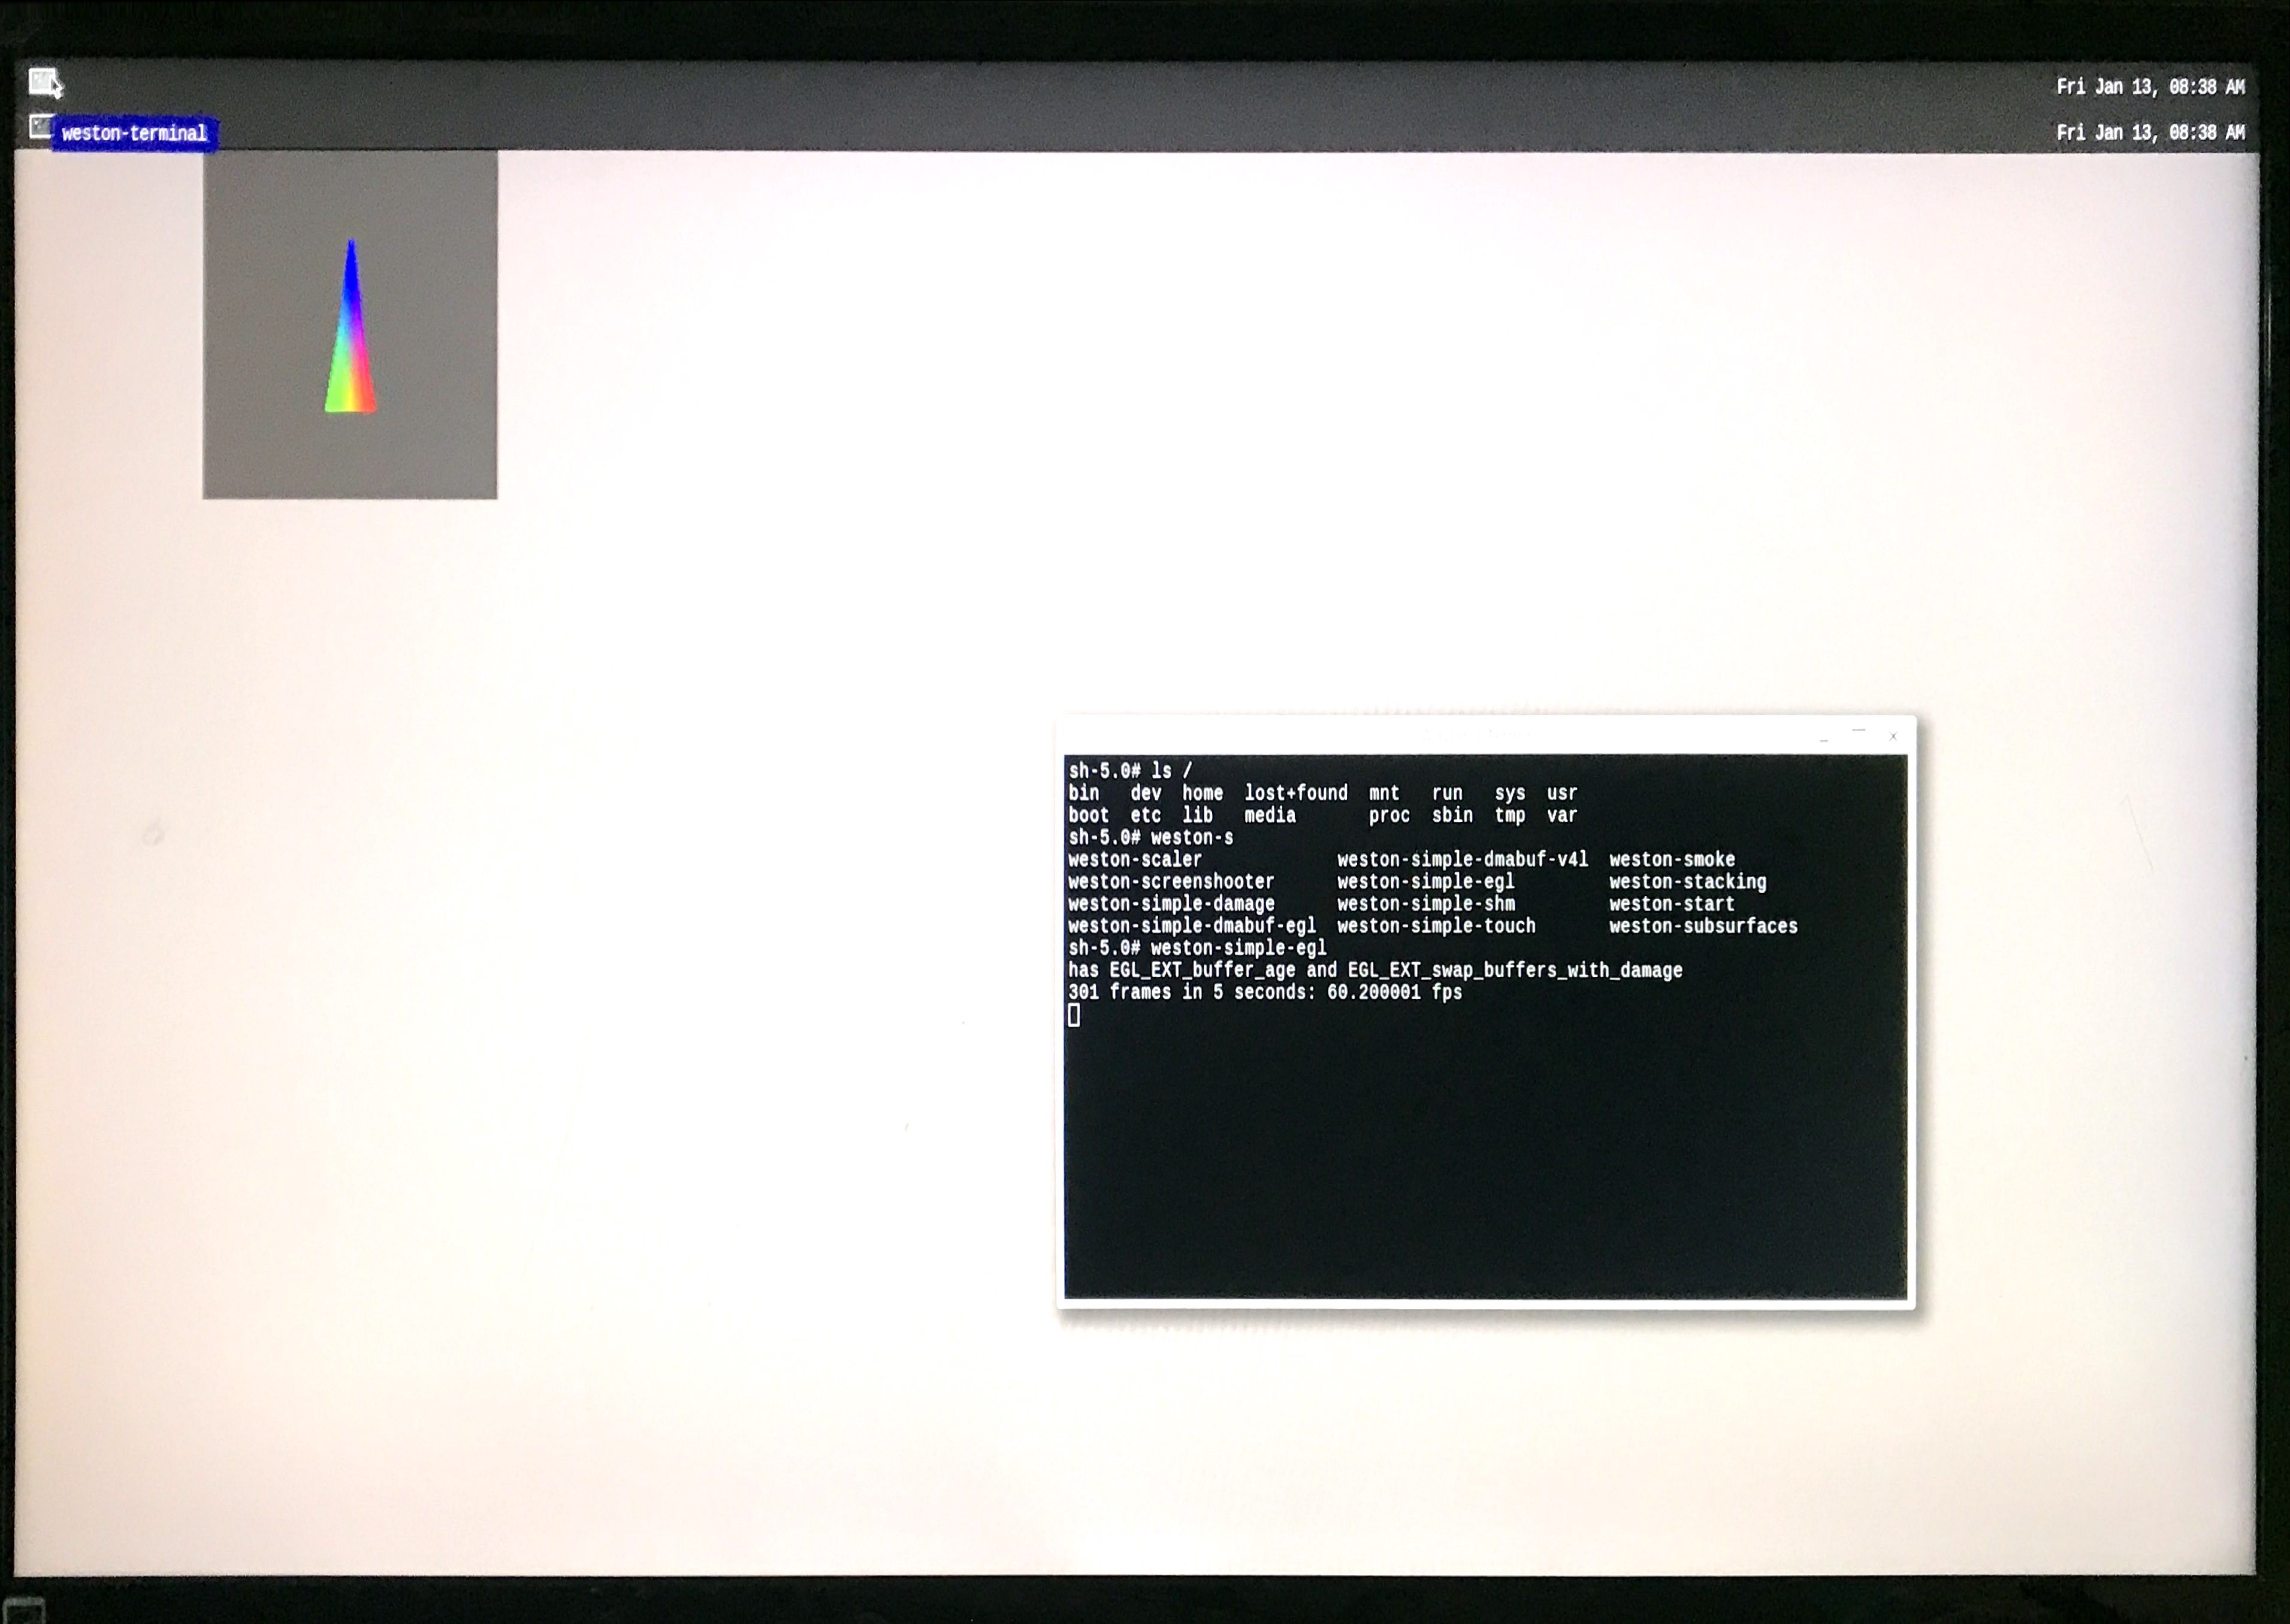 Fri Jan 13, 08:38 AM
weston-terminal
Fri Jan 13, 08:38 AM
sh-5.0# ls /
bin   dev  home  lost+found  mnt   run   sys  usr
boot  etc  lib   media       proc  sbin  tmp  var
sh-5.0# weston-s
weston-scaler             weston-simple-dmabuf-v4l  weston-smoke
weston-screenshooter      weston-simple-egl         weston-stacking
weston-simple-damage      weston-simple-shm         weston-start
weston-simple-dmabuf-egl  weston-simple-touch       weston-subsurfaces
sh-5.0# weston-simple-egl
has EGL_EXT_buffer_age and EGL_EXT_swap_buffers_with_damage
301 frames in 5 seconds: 60.200001 fps